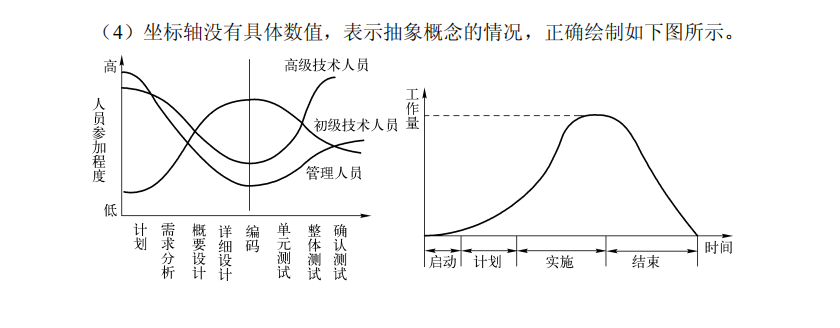 （4）坐标轴没有具体数值，表示抽象概念的情况，正确绘制如下图所示。
高
人员参加程度
低
高级技术人员
初级技术人员
管理人员
计划
需求分析
概要设计
详细设计
编码
单元测试
整体测试
确认测试
工作量
时间
启动
计划
实施
结束